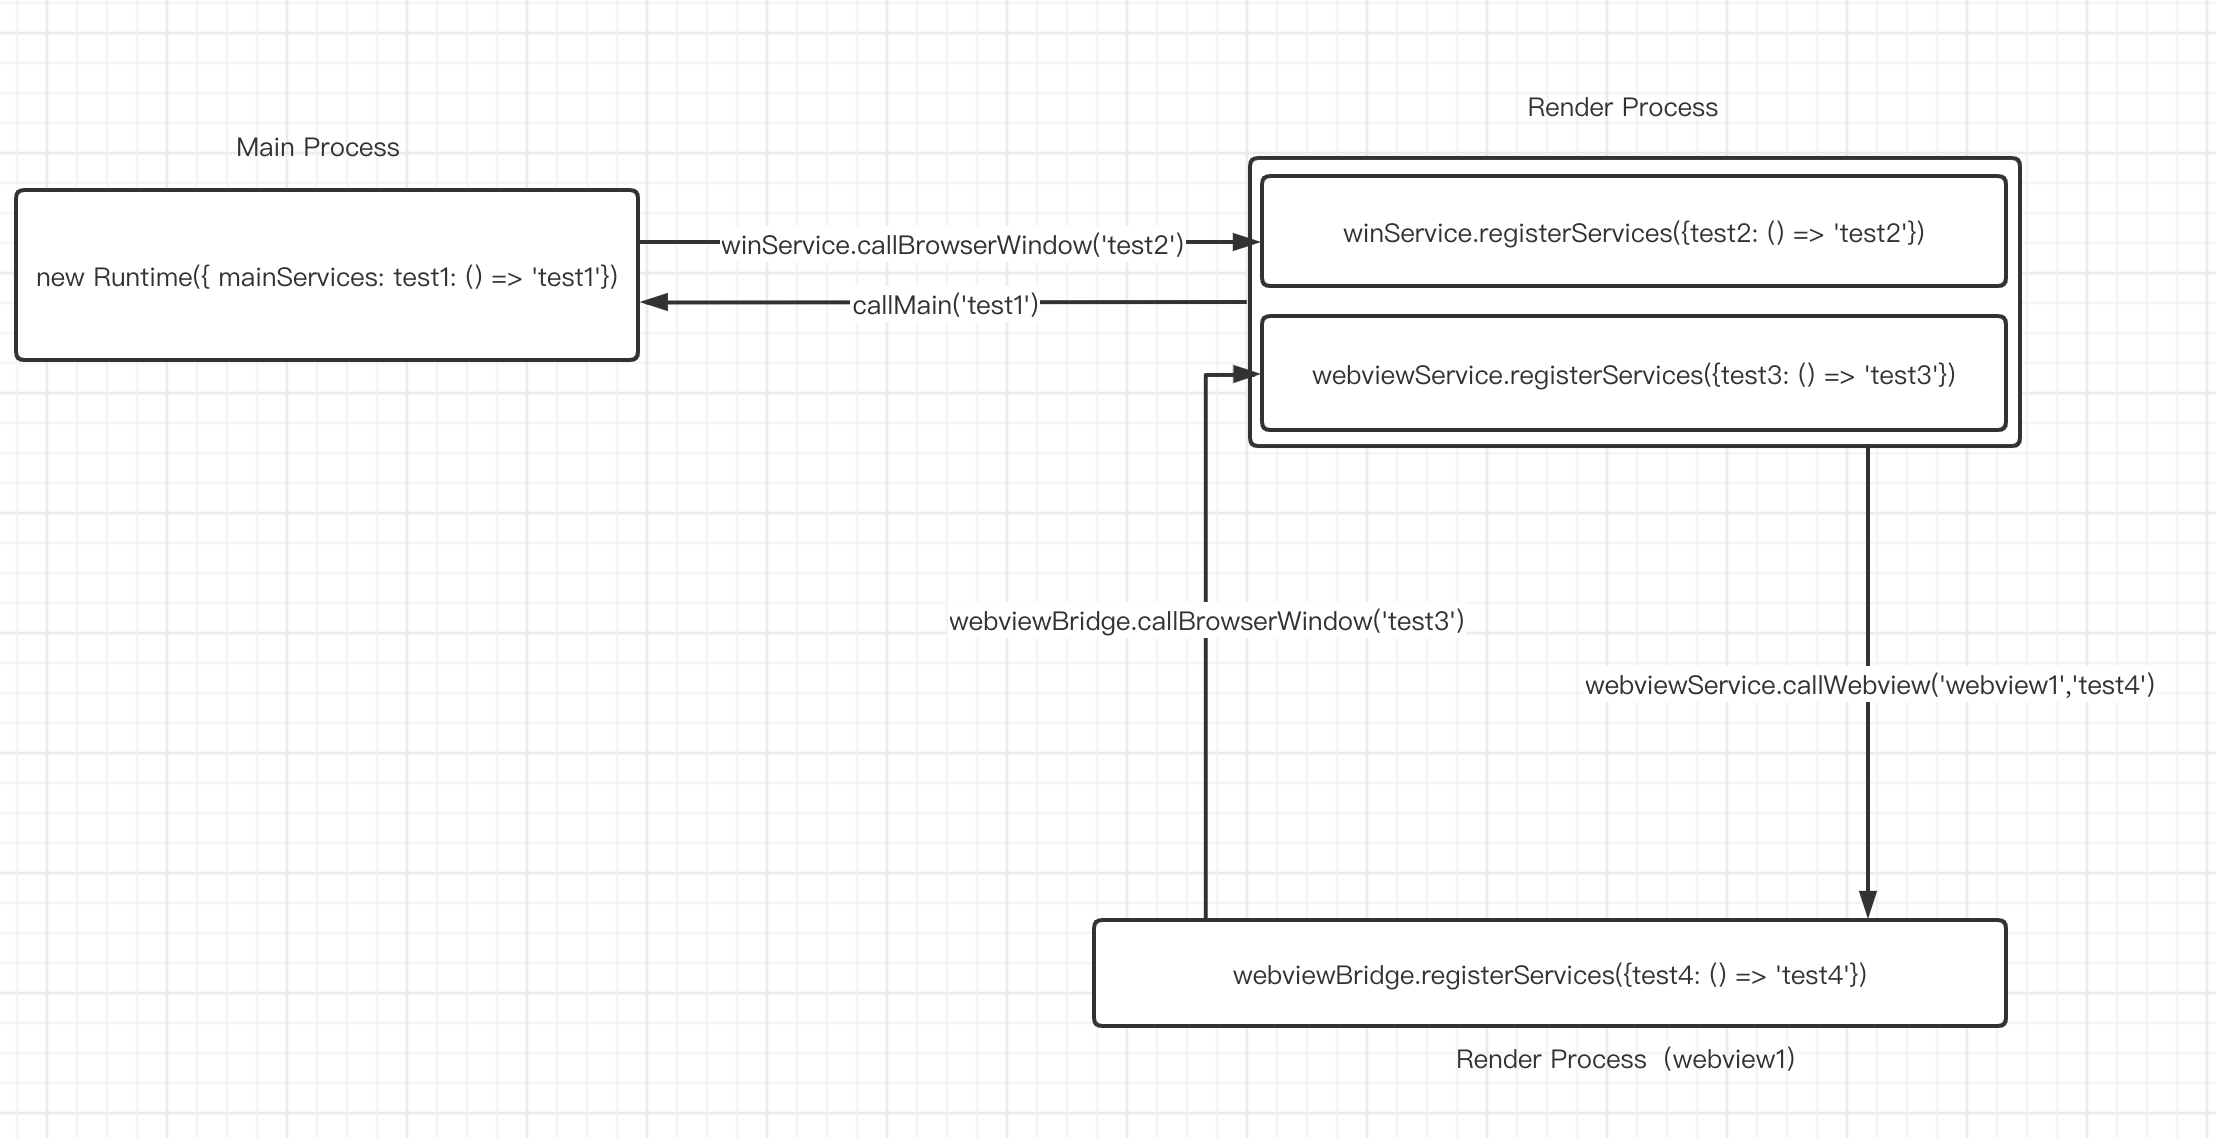 Render Process
Main Process
winService.registerServices({test2: () => 'test2'})
winService.callBrowserWindow('test2')
new Runtime({ mainServices: test1: () => 'test1'})
callMain('test1')
webviewService.registerServices({test3: () => 'test3'})
webviewBridge.callBrowserWindow('test3')
webviewService.callWebview('webview1','test4')
webviewBridge.registerServices({test4: () => 'test4'})
Render Process（webview1）